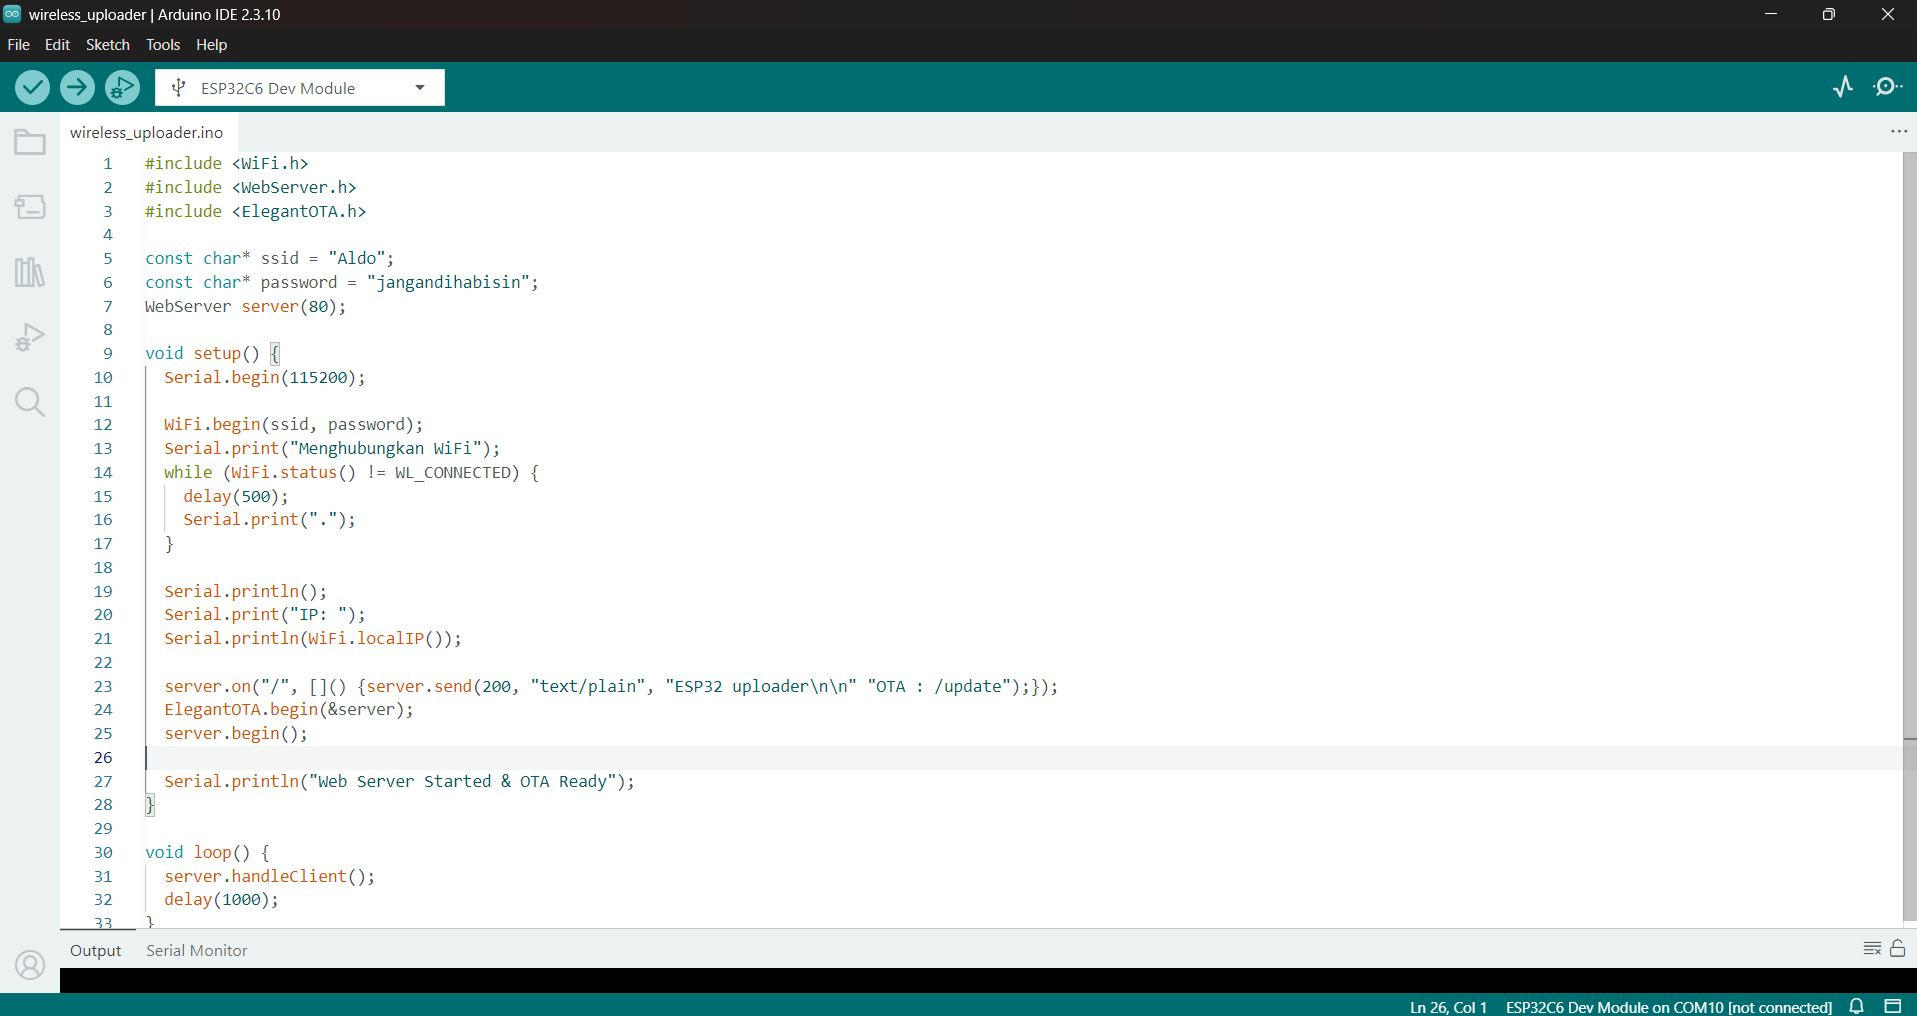 wireless_uploader | Arduino IDE 2.3.10
File Edit Sketch Tools Help
ESP32C6 Dev Module
wireless_uploader.ino
1 #include <WiFi.h>
2 #include <WebServer.h>
3 #include <ElegantOTA.h>
4
5 const char* ssid = "Aldo";
6 const char* password = "jangandihabisin";
7 WebServer server(80);
8
9 void setup() {
10 Serial.begin(115200);
11
12 WiFi.begin(ssid, password);
13 Serial.print("Menghubungkan WiFi");
14 while (WiFi.status() != WL_CONNECTED) {
15 delay(500);
16 Serial.print(".");
17 }
18
19 Serial.println();
20 Serial.print("IP: ");
21 Serial.println(WiFi.localIP());
22
23 server.on("/", []() {server.send(200, "text/plain", "ESP32 uploader\n\n" "OTA : /update");});
24 ElegantOTA.begin(&server);
25 server.begin();
26
27 Serial.println("Web Server Started & OTA Ready");
28 }
29
30 void loop() {
31 server.handleClient();
32 delay(1000);
33 }
Output Serial Monitor
Ln 26, Col 1 ESP32C6 Dev Module on COM10 [not connected]